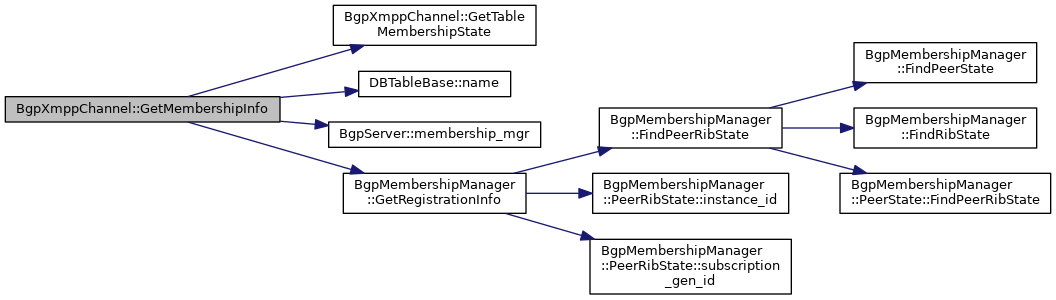 BgpXmppChannel::GetMembershipInfo
BgpXmppChannel::GetTable
MembershipState
DBTableBase::name
BgpServer::membership_mgr
BgpMembershipManager
::GetRegistrationInfo
BgpMembershipManager
::FindPeerRibState
BgpMembershipManager
::PeerRibState::instance_id
BgpMembershipManager
::PeerRibState::subscription
_gen_id
BgpMembershipManager
::FindPeerState
BgpMembershipManager
::FindRibState
BgpMembershipManager
::PeerState::FindPeerRibState